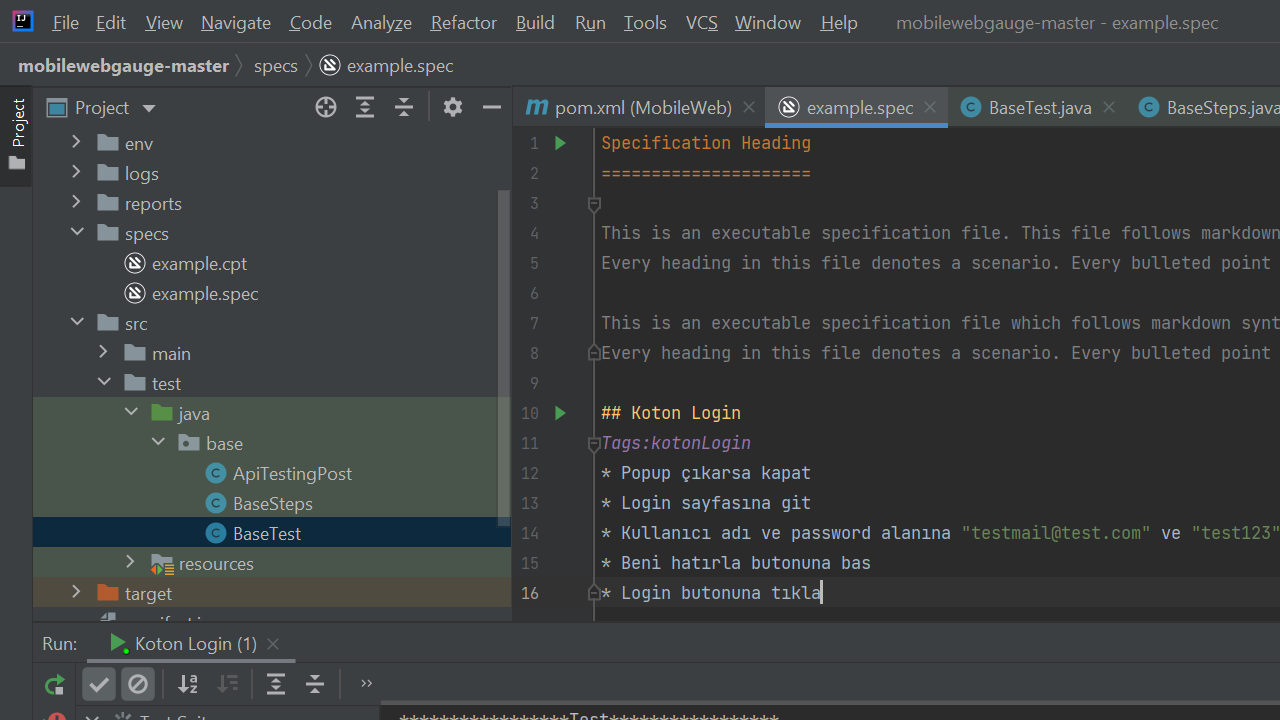 File Edit View Navigate Code Analyze Refactor Build Run Tools VCS Window Help mobilewebgauge-master - example.spec
mobilewebgauge-master specs example.spec
Project
Project
pom.xml (MobileWeb) example.spec BaseTest.java BaseSteps.java
env
logs
reports
specs
example.cpt
example.spec
src
main
test
java
base
ApiTestingPost
BaseSteps
BaseTest
resources
target
1 Specification Heading
2 =====================
3
4 This is an executable specification file. This file follows markdown
5 Every heading in this file denotes a scenario. Every bulleted point
6
7 This is an executable specification file which follows markdown synt
8 Every heading in this file denotes a scenario. Every bulleted point
9
10 ## Koton Login
11 Tags:kotonLogin
12 * Popup çıkarsa kapat
13 * Login sayfasına git
14 * Kullanıcı adı ve password alanına "testmail@test.com" ve "test123"
15 * Beni hatırla butonuna bas
16 * Login butonuna tıkla
Run: Koton Login (1)
*****************Test*****************